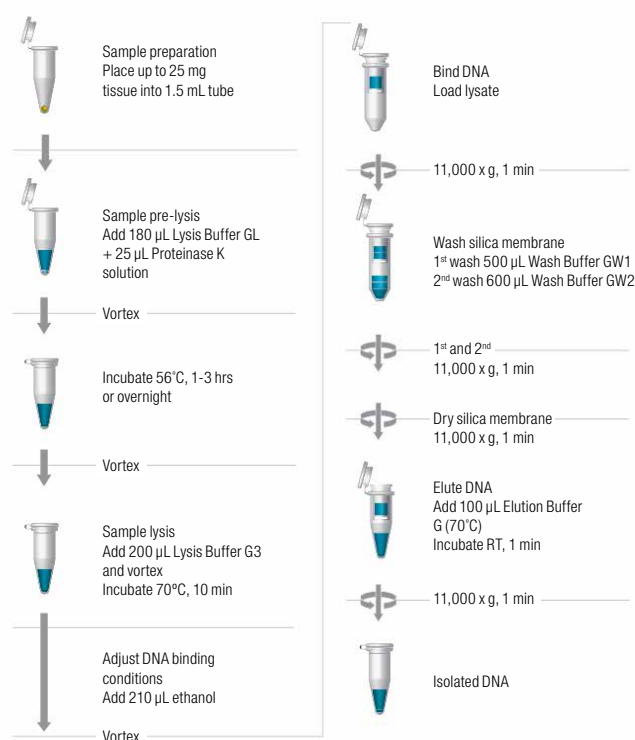 Sample preparation
Place up to 25 mg
tissue into 1.5 mL tube
Sample pre-lysis
Add 180 µL Lysis Buffer GL
+ 25 µL Proteinase K
solution
Vortex
Incubate 56˚C, 1-3 hrs
or overnight
Vortex
Sample lysis
Add 200 µL Lysis Buffer G3
and vortex
Incubate 70ºC, 10 min
Adjust DNA binding
conditions
Add 210 µL ethanol
Vortex
Bind DNA
Load lysate
11,000 x g, 1 min
Wash silica membrane
1st wash 500 µL Wash Buffer GW1
2nd wash 600 µL Wash Buffer GW2
1st and 2nd
11,000 x g, 1 min
Dry silica membrane
11,000 x g, 1 min
Elute DNA
Add 100 µL Elution Buffer
G (70˚C)
Incubate RT, 1 min
11,000 x g, 1 min
Isolated DNA